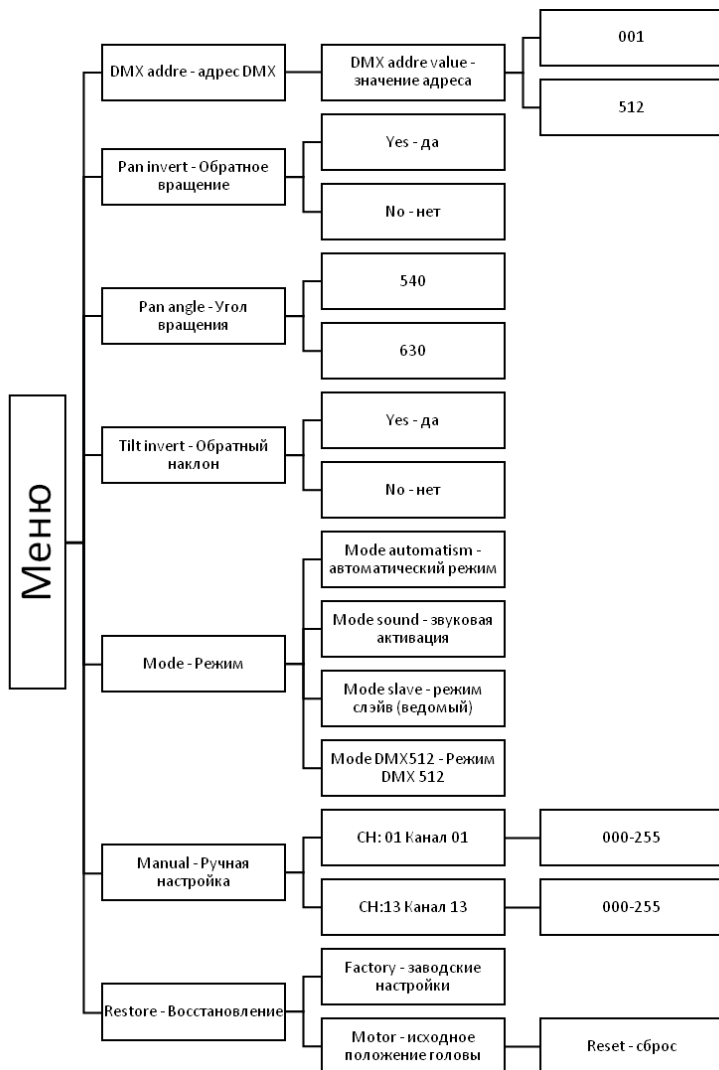 Меню
DMX addre - адрес DMX
DMX addre value -
значение адреса
001
512
Pan invert - Обратное
вращение
Yes - да
No - нет
Pan angle - Угол
вращения
540
630
Tilt invert - Обратный
наклон
Yes - да
No - нет
Mode - Режим
Mode automatism -
автоматический режим
Mode sound - звуковая
активация
Mode slave - режим
слэйв (ведомый)
Mode DMX512 - Режим
DMX 512
Manual - Ручная
настройка
CH: 01 Канал 01
000-255
CH:13 Канал 13
000-255
Restore - Восстановление
Factory - заводские
настройки
Motor - исходное
положение головы
Reset - сброс